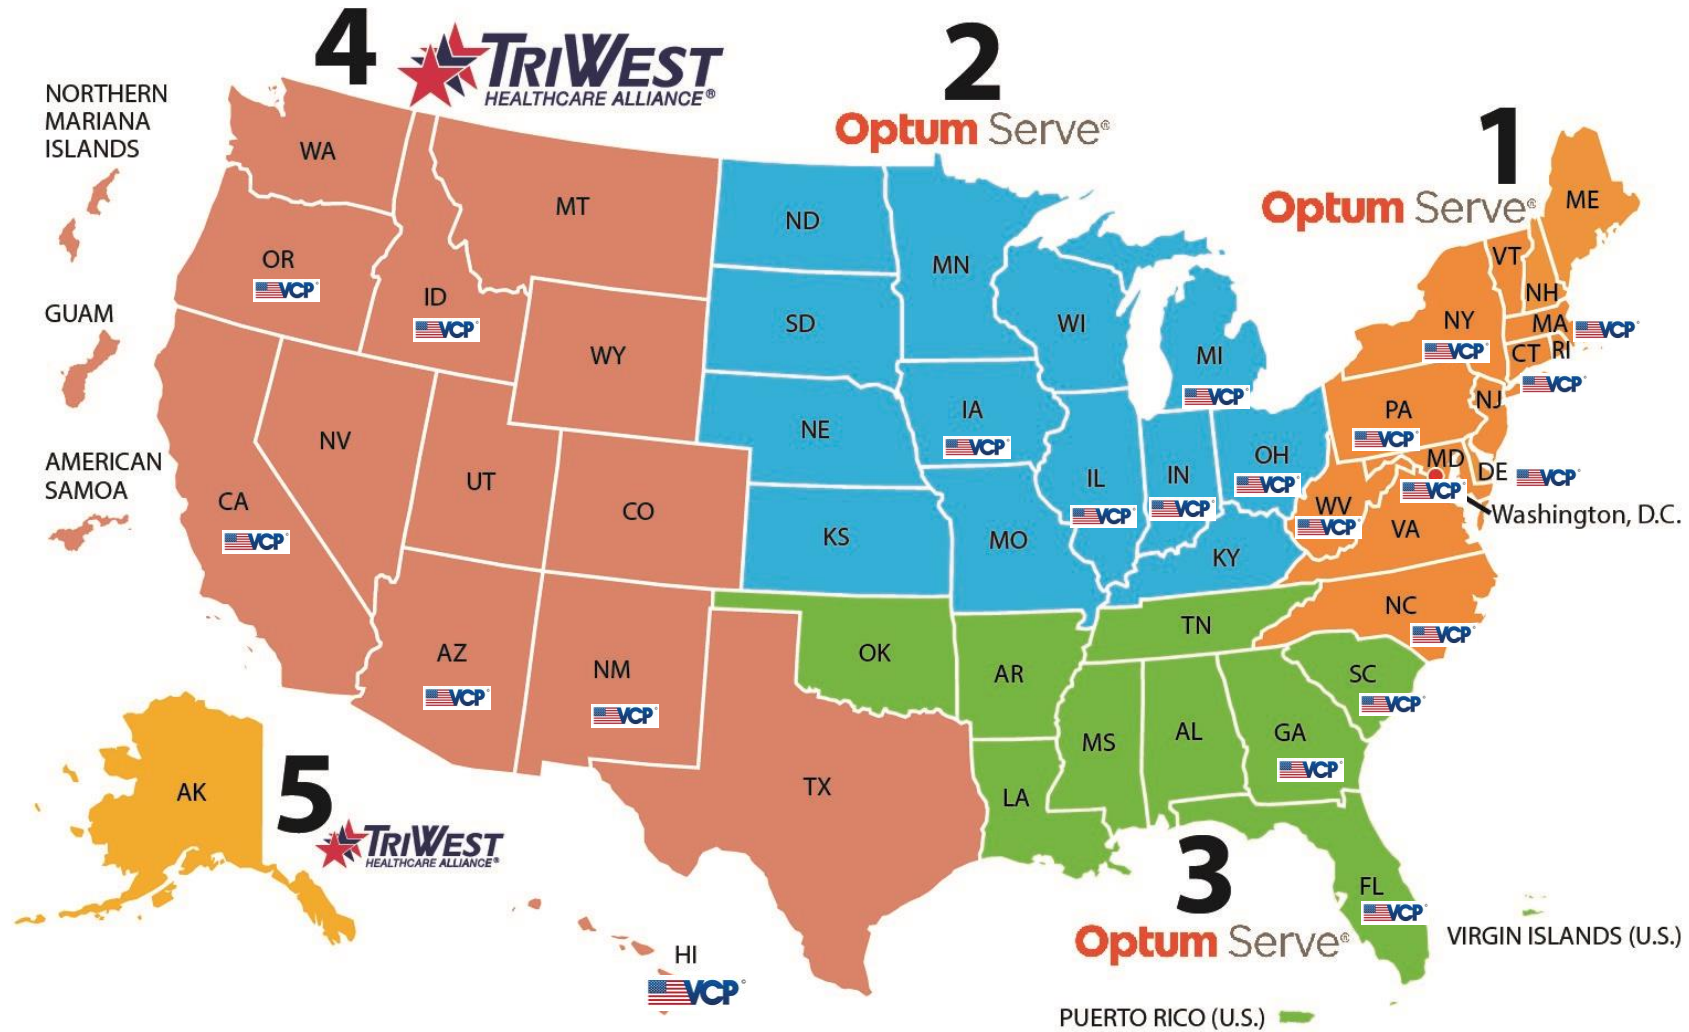 4
TRIWEST
HEALTHCARE ALLIANCE®
2
Optum Serve®
1
Optum Serve®
NORTHERN
MARIANA
ISLANDS
GUAM
AMERICAN
SAMOA
WA
MT
OR
VCP
ID
VCP
WY
CA
VCP
NV
UT
CO
AZ
VCP
NM
VCP
TX
HI
VCP
ND
MN
SD
WI
MI
VCP
NE
IA
VCP
IL
VCP
IN
VCP
OH
VCP
KS
MO
KY
ME
VT
NH
NY
VCP
MA
VCP
CT
RI
VCP
PA
VCP
NJ
MD
VCP
DE
VCP
Washington, D.C.
WV
VCP
VA
NC
VCP
OK
AR
TN
SC
VCP
MS
AL
GA
VCP
LA
FL
VCP
3
Optum Serve®
VIRGIN ISLANDS (U.S.)
PUERTO RICO (U.S.)
AK
5
TRIWEST
HEALTHCARE ALLIANCE®